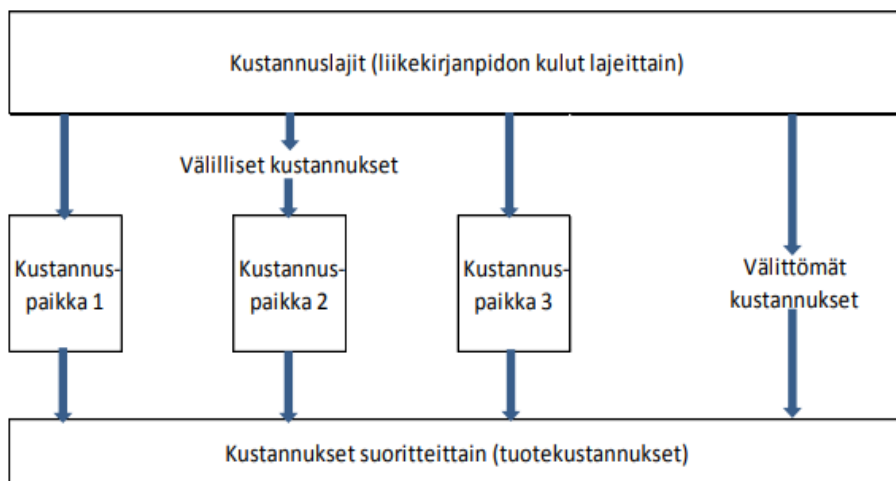 Kustannuslajit (liikekirjanpidon kulut lajeittain)
Välilliset kustannukset
Kustannus-
paikka 1
Kustannus-
paikka 2
Kustannus-
paikka 3
Välittömät
kustannukset
Kustannukset suoritteittain (tuotekustannukset)